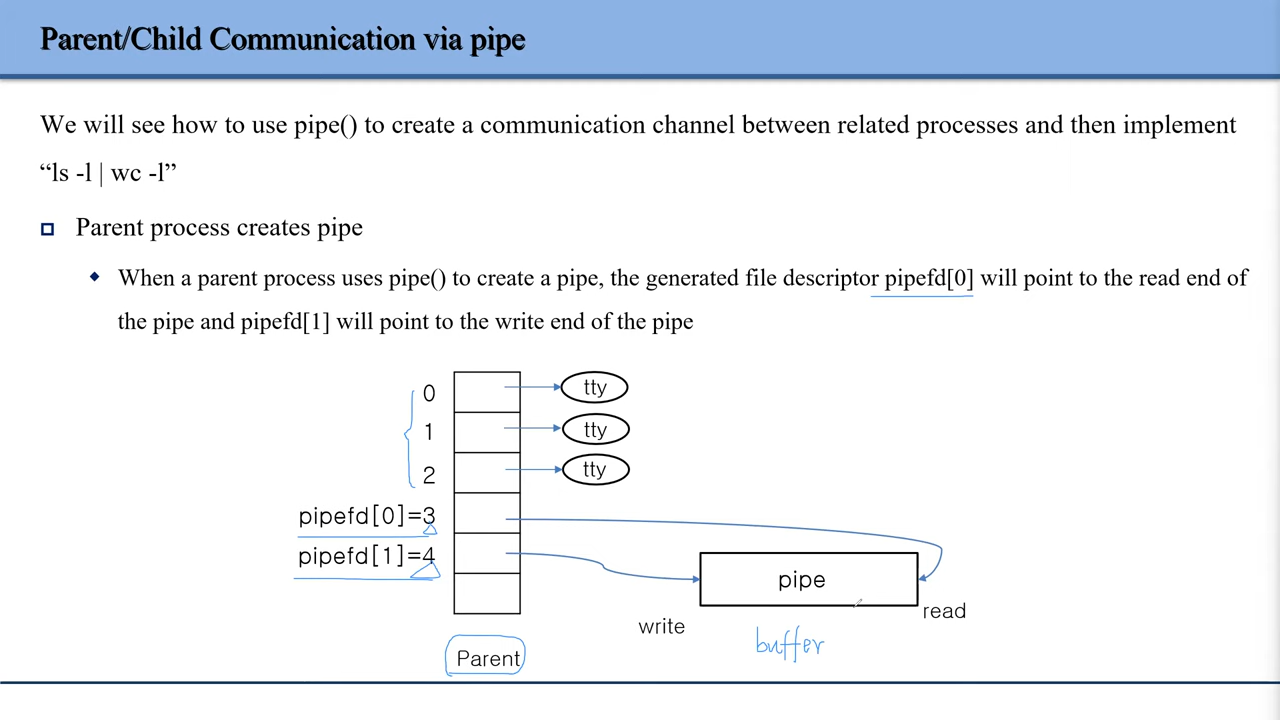 Parent/Child Communication via pipe
We will see how to use pipe() to create a communication channel between related processes and then implement
“ls -l | wc -l”
Parent process creates pipe
When a parent process uses pipe() to create a pipe, the generated file descriptor pipefd[0] will point to the read end of
the pipe and pipefd[1] will point to the write end of the pipe
0 tty
1 tty
2 tty
pipefd[0]=3
pipefd[1]=4
pipe
read
write
buffer
Parent